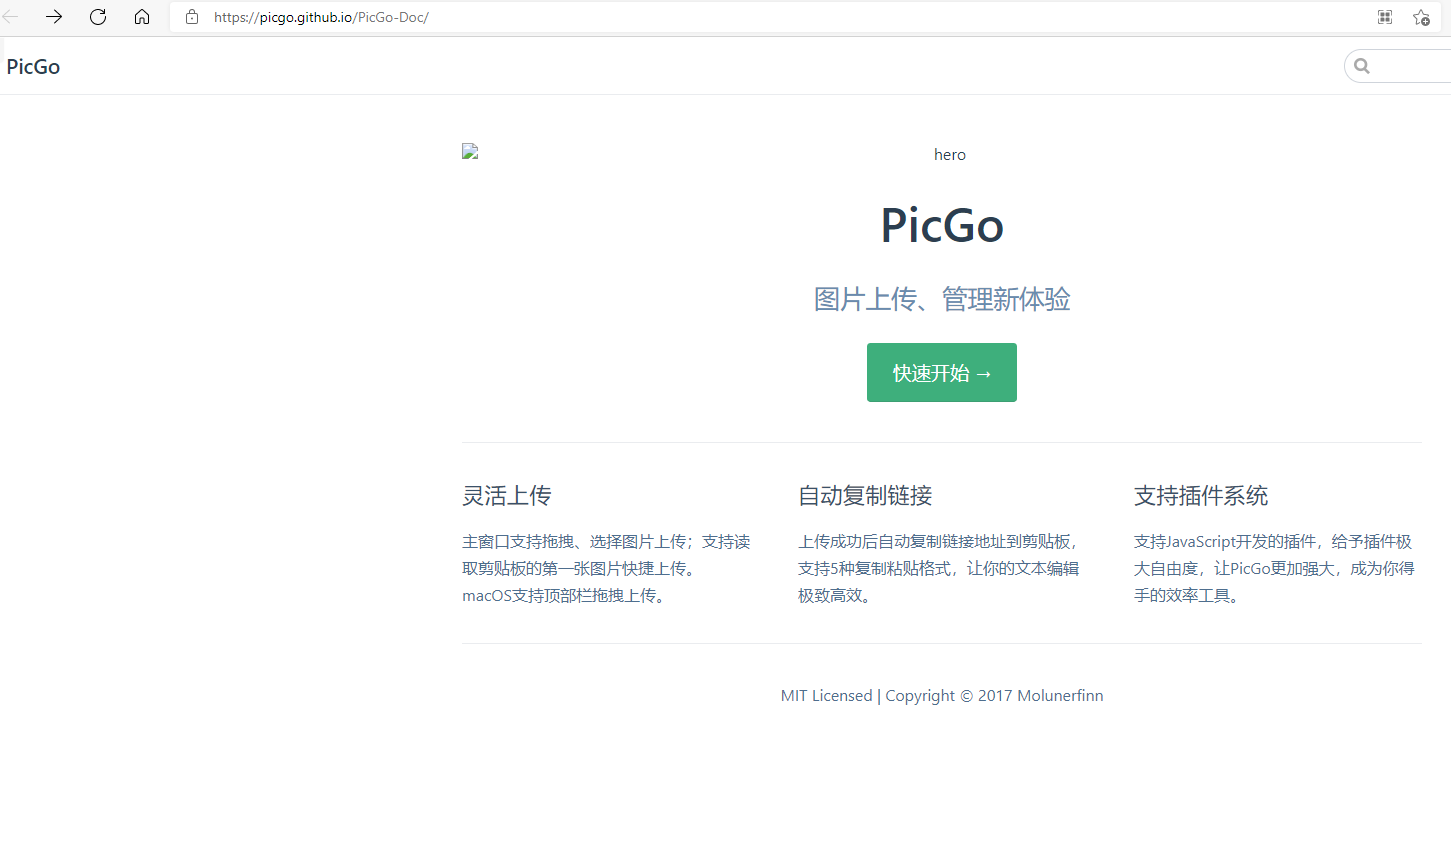 https://picgo.github.io/PicGo-Doc/
PicGo
hero
PicGo
图片上传、管理新体验
快速开始 →
灵活上传
主窗口支持拖拽、选择图片上传；支持读
取剪贴板的第一张图片快捷上传。
macOS支持顶部栏拖拽上传。
自动复制链接
上传成功后自动复制链接地址到剪贴板，
支持5种复制粘贴格式，让你的文本编辑
极致高效。
支持插件系统
支持JavaScript开发的插件，给予插件极
大自由度，让PicGo更加强大，成为你得
手的效率工具。
MIT Licensed | Copyright © 2017 Molunerfinn